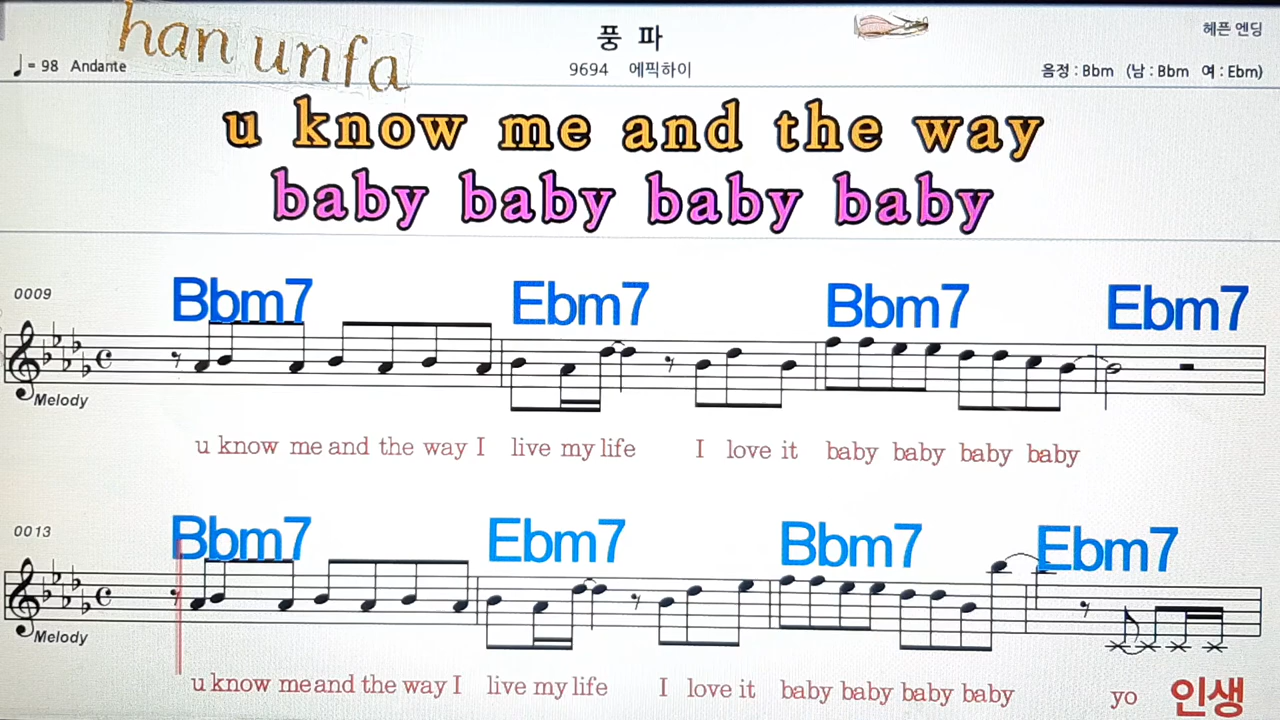 han unfa
풍 파
헤픈 엔딩
♩= 98 Andante
9694 에픽하이
음정 : Bbm (남 : Bbm 여 : Ebm)
u know me and the way
baby baby baby baby
0009
Bbm7 Ebm7 Bbm7 Ebm7
Melody
u know me and the way I live my life I love it baby baby baby baby
0013
Bbm7 Ebm7 Bbm7 Ebm7
Melody
u know me and the way I live my life I love it baby baby baby baby yo 인생